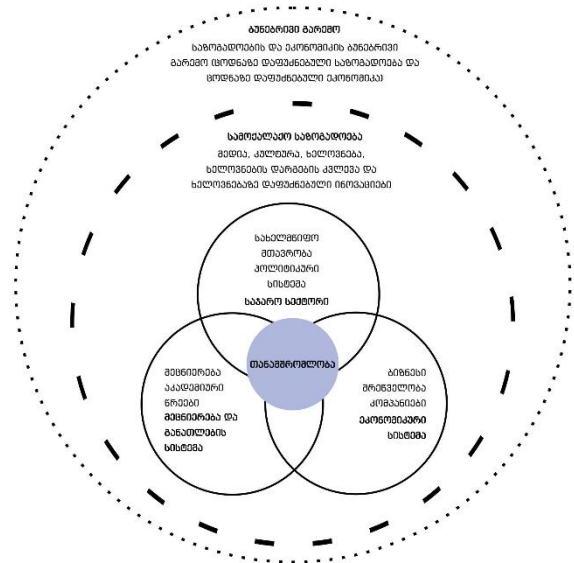 ბუნებრივი გარემო
საზოგადოების და ეკონომიკის ბუნებრივი
გარემო (ცოდნაზე დაფუძნებული საზოგადოება და
ცოდნაზე დაფუძნებული ეკონომიკა)
სამოქალაქო საზოგადოება
მედია, კულტურა, ხელოვნება,
ხელოვნების დარგების კვლევა და
ხელოვნებაზე დაფუძნებული ინოვაციები
სახელმწიფო
მთავრობა
პოლიტიკური
სისტემა
საჯარო სექტორი
თანამშრომლობა
მეცნიერება
აკადემიური
წრეები
მეცნიერება და
განათლების
სისტემა
ბიზნესი
მრეწველობა
კომპანიები
ეკონომიკური
სისტემა